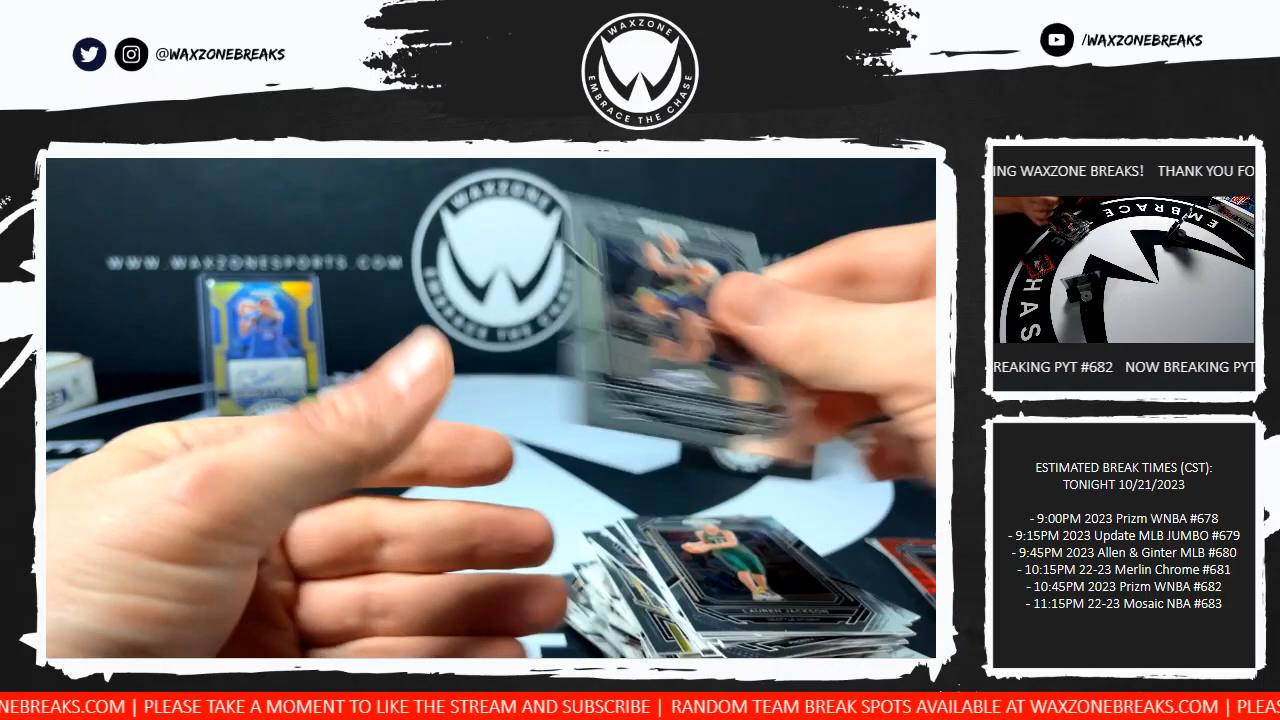 @WAXZONEBREAKS
WAXZONE
EMBRACE THE CHASE
/WAXZONEBREAKS
WAXZONE
WWW.WAXZONESPORTS.COM
EMBRACE THE CHASE
LAUREN JACKSON
ING WAXZONE BREAKS! THANK YOU FO
EMBRACE
HAS
REAKING PYT #682 NOW BREAKING PYT
ESTIMATED BREAK TIMES (CST):
TONIGHT 10/21/2023
- 9:00PM 2023 Prizm WNBA #678
- 9:15PM 2023 Update MLB JUMBO #679
- 9:45PM 2023 Allen & Ginter MLB #680
- 10:15PM 22-23 Merlin Chrome #681
- 10:45PM 2023 Prizm WNBA #682
- 11:15PM 22-23 Mosaic NBA #683
NEBREAKS.COM | PLEASE TAKE A MOMENT TO LIKE THE STREAM AND SUBSCRIBE | RANDOM TEAM BREAK SPOTS AVAILABLE AT WAXZONEBREAKS.COM | PLEAS